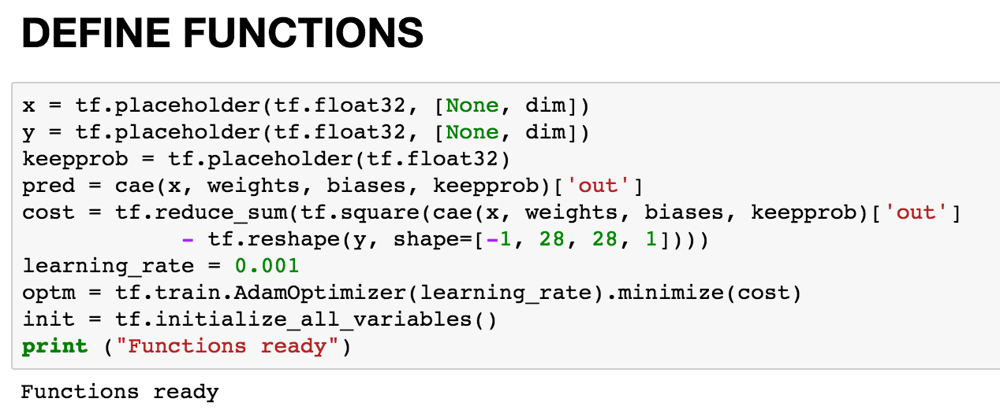 DEFINE FUNCTIONS
x = tf.placeholder(tf.float32, [None, dim])
y = tf.placeholder(tf.float32, [None, dim])
keepprob = tf.placeholder(tf.float32)
pred = cae(x, weights, biases, keepprob)['out']
cost = tf.reduce_sum(tf.square(cae(x, weights, biases, keepprob)['out']
            - tf.reshape(y, shape=[-1, 28, 28, 1])))
learning_rate = 0.001
optm = tf.train.AdamOptimizer(learning_rate).minimize(cost)
init = tf.initialize_all_variables()
print ("Functions ready")
Functions ready